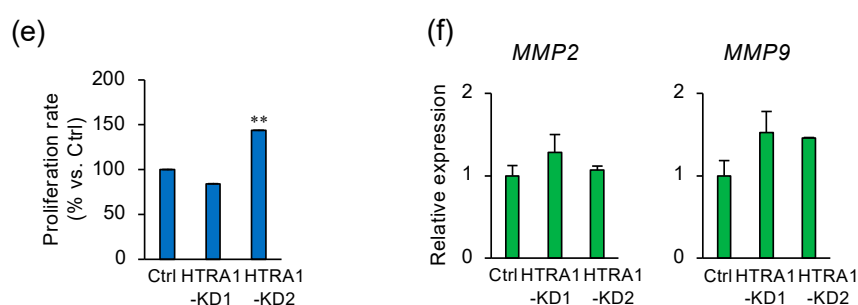 (e)
Proliferation rate
(% vs. Ctrl)
200
150
100
50
0
**
Ctrl HTRA1 HTRA1
-KD1 -KD2
(f)
MMP2
Relative expression
2
1
0
Ctrl HTRA1 HTRA1
-KD1 -KD2
MMP9
2
1
0
Ctrl HTRA1 HTRA1
-KD1 -KD2